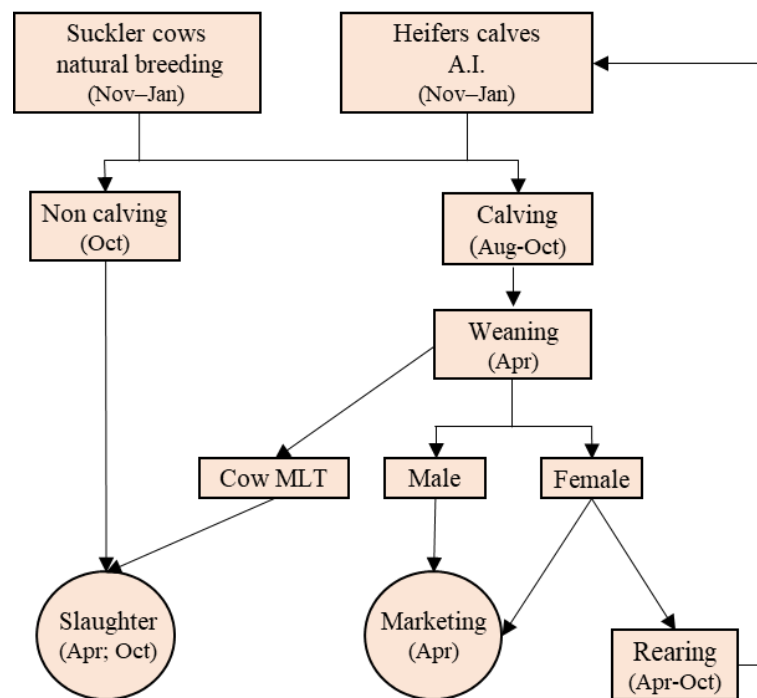 Suckler cows
natural breeding
(Nov–Jan)
Heifers calves
A.I.
(Nov–Jan)
Non calving
(Oct)
Calving
(Aug-Oct)
Weaning
(Apr)
Cow MLT
Male
Female
Slaughter
(Apr; Oct)
Marketing
(Apr)
Rearing
(Apr-Oct)